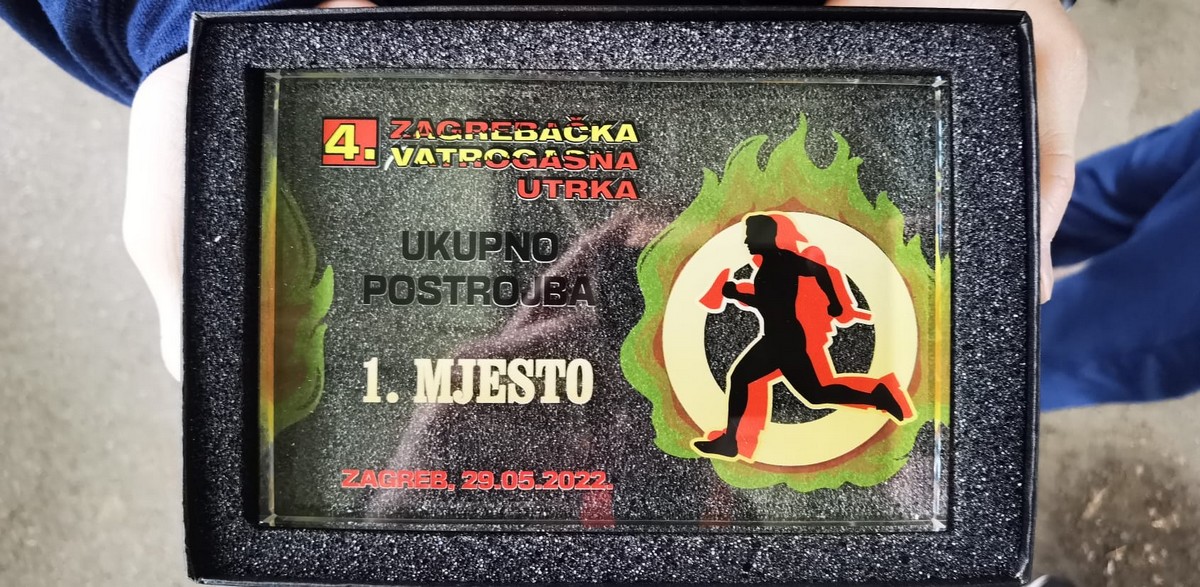 4. ZAGREBAČKA
VATROGASNA
UTRKA
UKUPNO
POSTROJBA
1. MJESTO
ZAGREB, 29.05.2022.